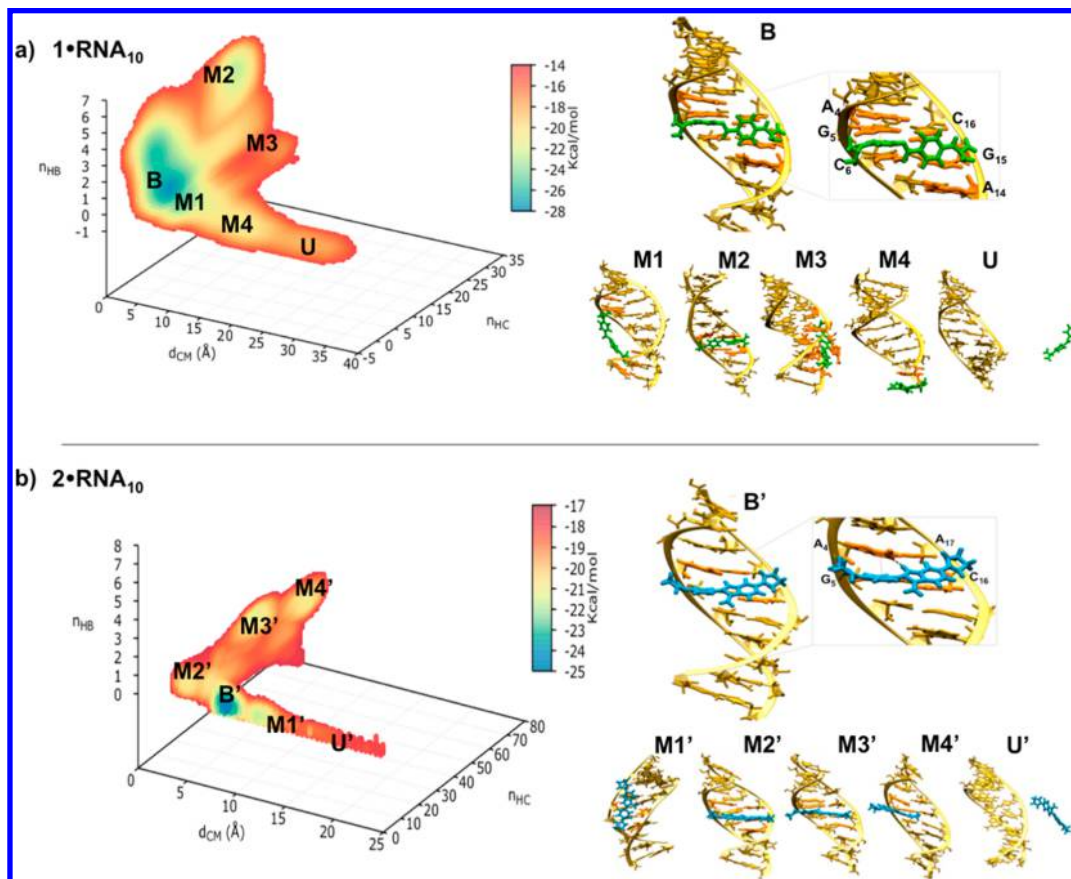 a) 1•RNA10
M2
M3
B
M1
M4
U
7
6
5
4
3
2
1
0
-1
nHB
0
5
10
15
20
25
30
35
40
dCM (Å)
-5
0
5
10
15
20
25
30
35
nHC
-14
-16
-18
-20
-22
-24
-26
-28
Kcal/mol
B
A4
G5
C6
C16
G15
A14
M1 M2 M3 M4 U
b) 2•RNA10
M4'
M3'
M2'
B'
M1'
U'
8
7
6
5
4
3
2
1
0
nHB
0
5
10
15
20
25
dCM (Å)
0
10
20
30
40
50
60
70
80
nHC
-17
-18
-19
-20
-21
-22
-23
-24
-25
Kcal/mol
B'
A4
G5
A17
C16
M1' M2' M3' M4' U'